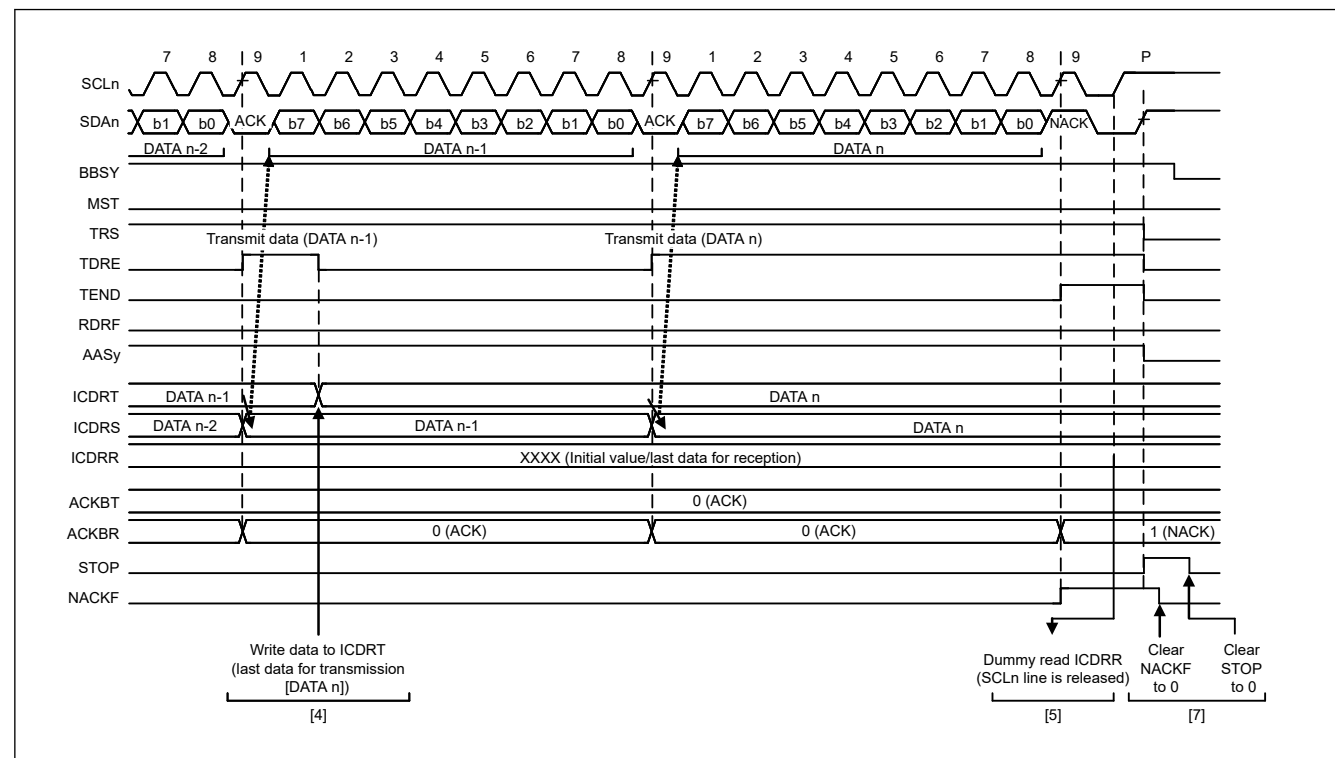 7 8 9 1 2 3 4 5 6 7 8 9 1 2 3 4 5 6 7 8 9 P
SCLn
SDAn b1 b0 ACK b7 b6 b5 b4 b3 b2 b1 b0 ACK b7 b6 b5 b4 b3 b2 b1 b0 NACK
DATA n-2 DATA n-1 DATA n
BBSY
MST
TRS
Transmit data (DATA n-1) Transmit data (DATA n)
TDRE
TEND
RDRF
AASy
ICDRT DATA n-1 DATA n
ICDRS DATA n-2 DATA n-1 DATA n
ICDRR XXXX (Initial value/last data for reception)
ACKBT 0 (ACK)
ACKBR 0 (ACK) 0 (ACK) 1 (NACK)
STOP
NACKF
Write data to ICDRT
(last data for transmission
[DATA n])
[4]
Dummy read ICDRR
(SCLn line is released)
[5]
Clear
NACKF
to 0
Clear
STOP
to 0
[7]